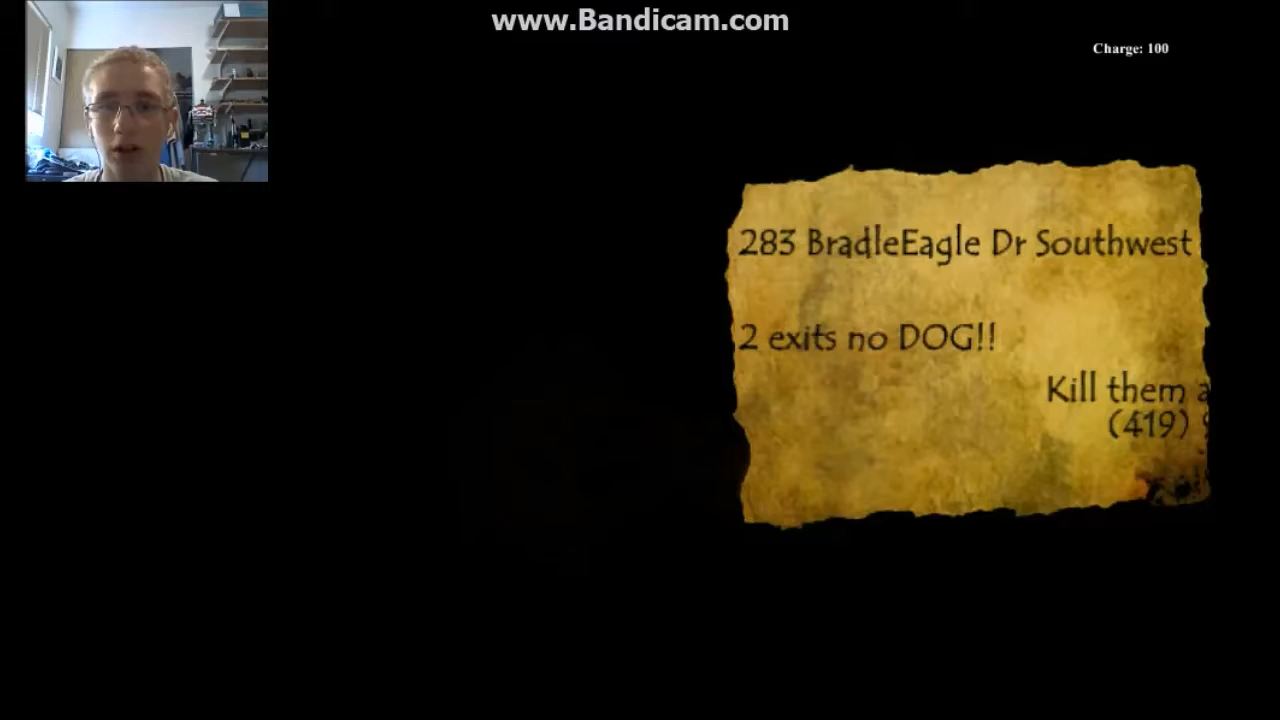 www.Bandicam.com
Charge: 100
283 BradleEagle Dr Southwest
2 exits no DOG!!
Kill them
(419)